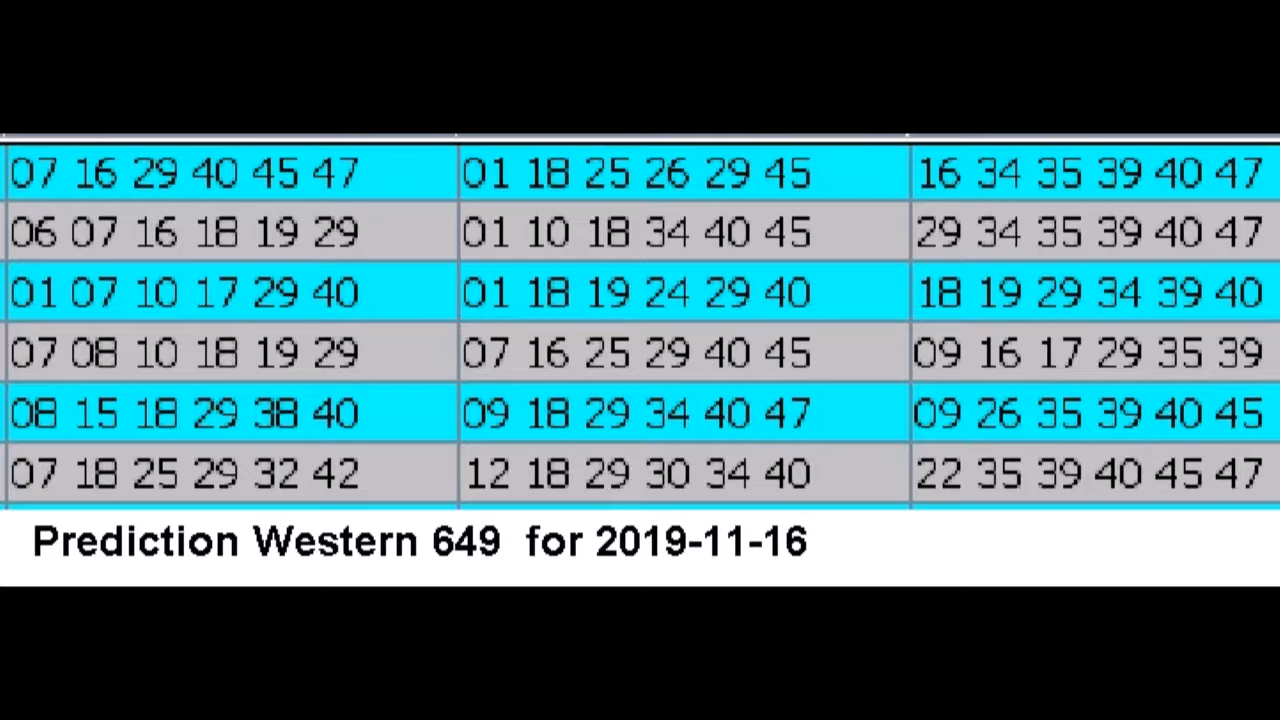 07 16 29 40 45 47 01 18 25 26 29 45 16 34 35 39 40 47
06 07 16 18 19 29 01 10 18 34 40 45 29 34 35 39 40 47
01 07 10 17 29 40 01 18 19 24 29 40 18 19 29 34 39 40
07 08 10 18 19 29 07 16 25 29 40 45 09 16 17 29 35 39
08 15 18 29 38 40 09 18 29 34 40 47 09 26 35 39 40 45
07 18 25 29 32 42 12 18 29 30 34 40 22 35 39 40 45 47
Prediction Western 649 for 2019-11-16